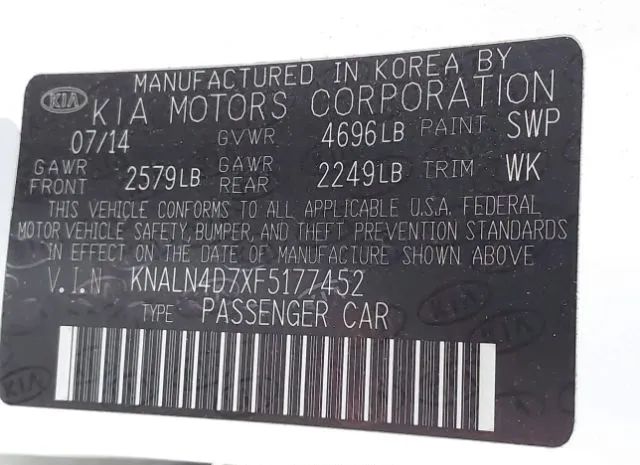 MANUFACTURED IN KOREA BY
KIA KIA MOTORS CORPORATION
07/14 GVWR 4696LB PAINT SWP
GAWR FRONT 2579LB GAWR REAR 2249LB TRIM WK
THIS VEHICLE CONFORMS TO ALL APPLICABLE U.S.A. FEDERAL
MOTOR VEHICLE SAFETY, BUMPER, AND THEFT PREVENTION STANDARDS
IN EFFECT ON THE DATE OF MANUFACTURE SHOWN ABOVE
V.I.N KNALN4D7XF5177452
TYPE PASSENGER CAR
KIA